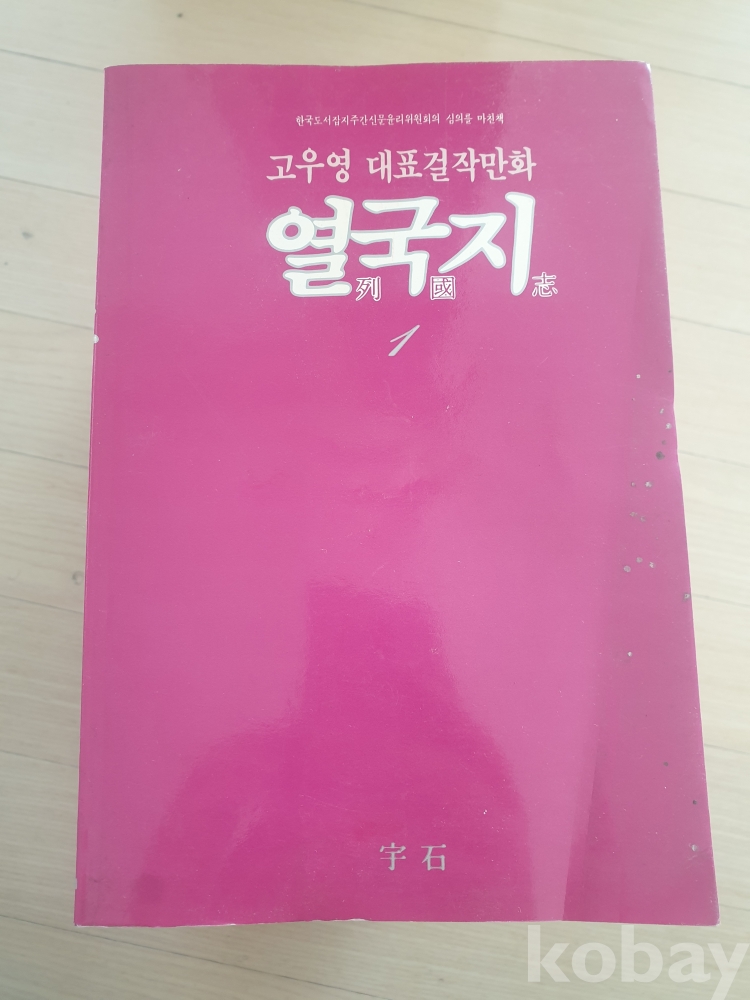 한국도서잡지주간신문윤리위원회의 심의를 마친책
고우영 대표걸작만화
열국지
列國志
1
宇石
kobay